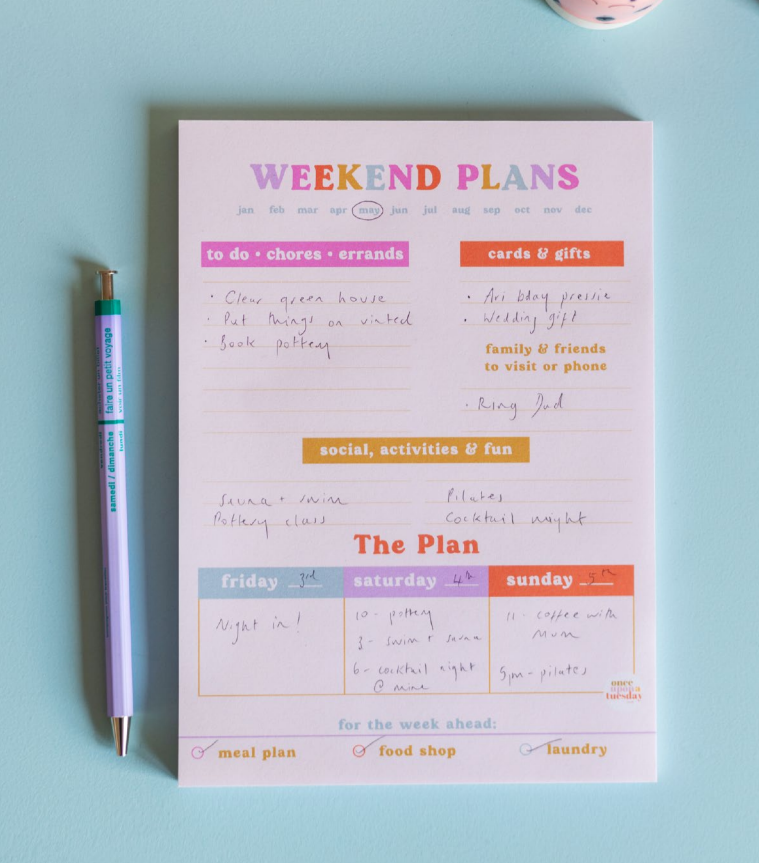 WEEKEND PLANS
jan feb mar apr may jun jul aug sep oct nov dec
to do • chores • errands
• Clear green house
• Put things on vinted
• Book pottery
cards & gifts
• Ari bday pressie
• Wedding gift
family & friends
to visit or phone
• Ring Dad
social, activities & fun
Sauna + swim
Pottery class
Pilates
Cocktail night
The Plan
friday 3rd
Night in!
saturday 4th
10 - pottery
3 - swim + sauna
6 - cocktail night
@ mine
sunday 5th
11 - coffee with
mum
5pm - pilates
once
upon a
tuesday
for the week ahead:
meal plan food shop laundry
faire un petit voyage
samedi / dimanche
lundi